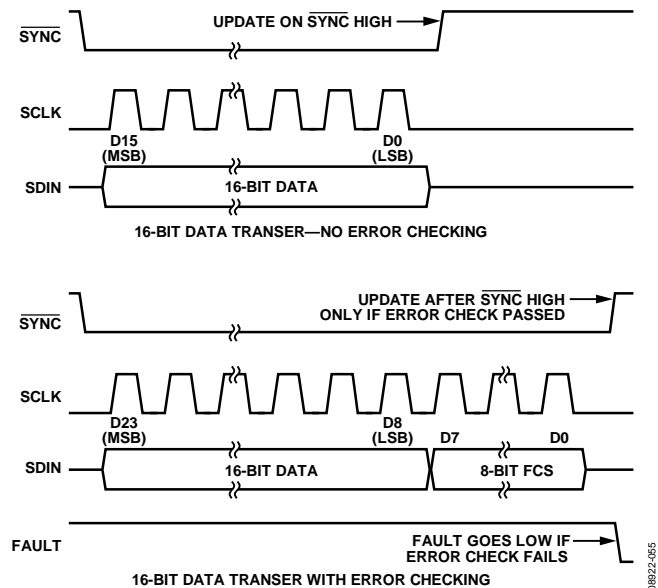 UPDATE ON SYNC HIGH
SYNC
SCLK
D15
(MSB)
D0
(LSB)
SDIN
16-BIT DATA
16-BIT DATA TRANSER—NO ERROR CHECKING
UPDATE AFTER SYNC HIGH
ONLY IF ERROR CHECK PASSED
SYNC
SCLK
D23
(MSB)
D8
(LSB)
D7
D0
SDIN
16-BIT DATA
8-BIT FCS
FAULT
FAULT GOES LOW IF
ERROR CHECK FAILS
16-BIT DATA TRANSER WITH ERROR CHECKING
08922-055